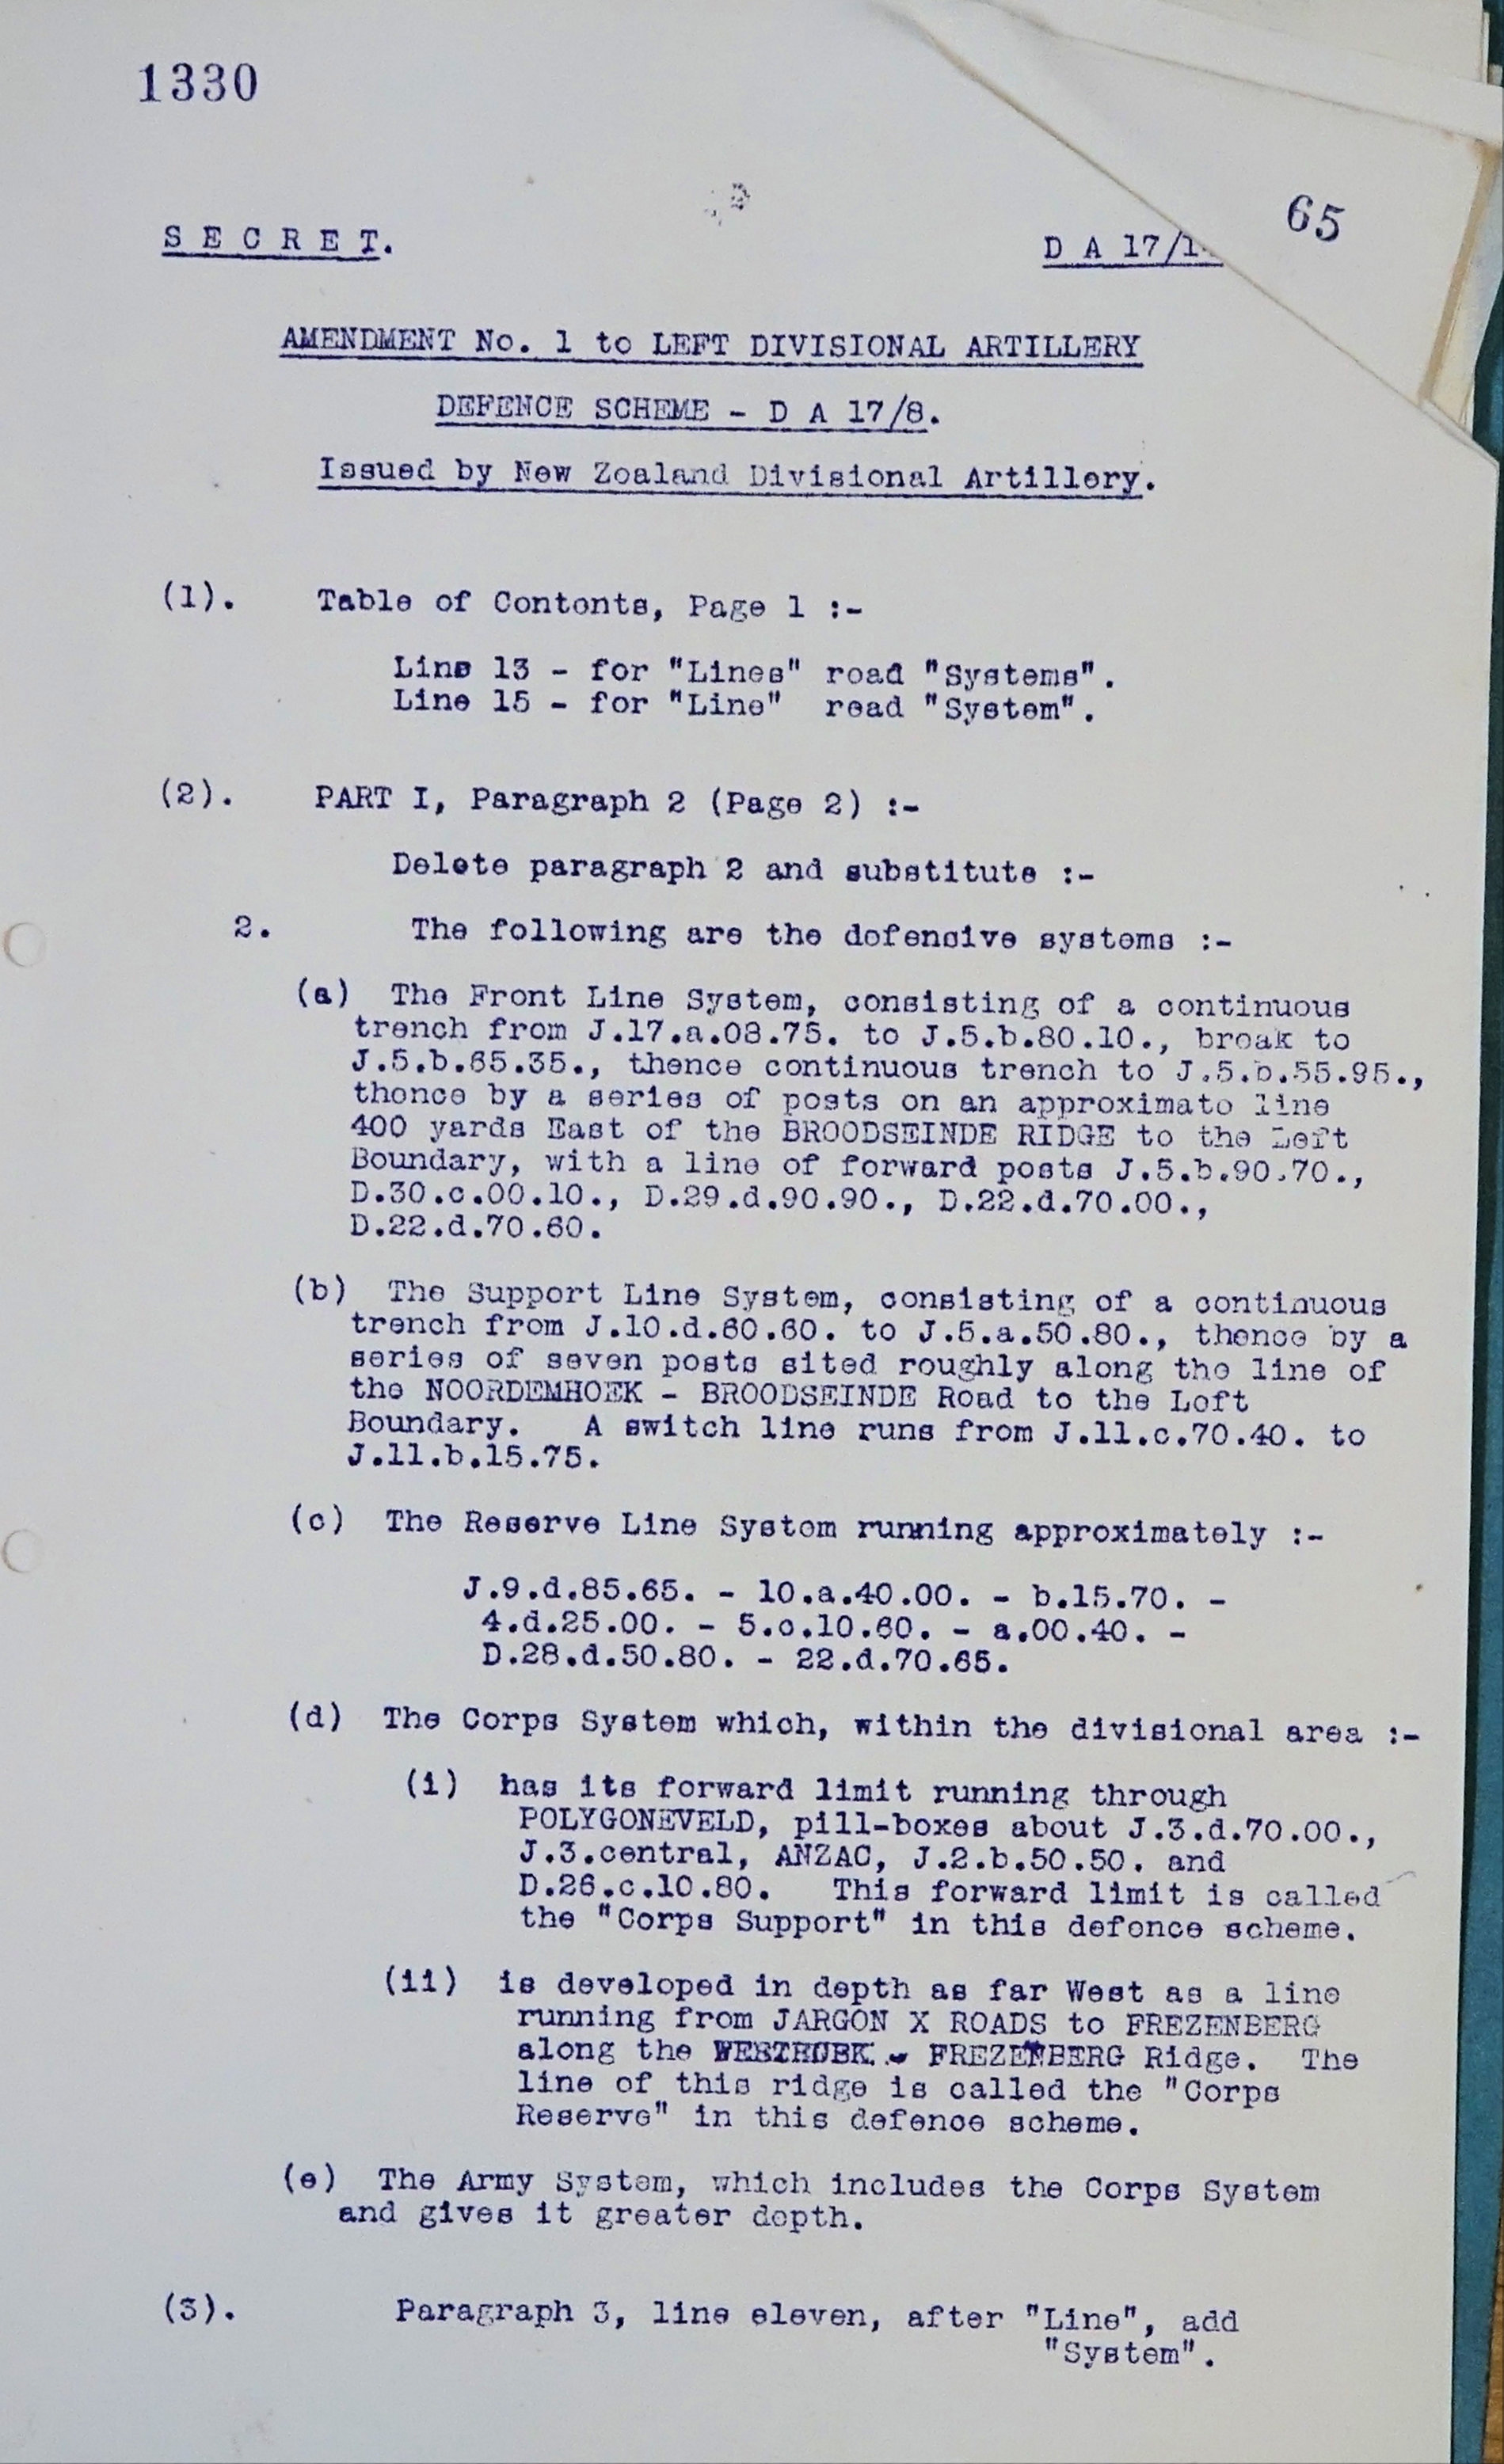 1330
65
S E C R E T.
D A 17/1
AMENDMENT No. 1 to LEFT DIVISIONAL ARTILLERY
DEFENCE SCHEME - D A 17/8.
Issued by New Zealand Divisional Artillery.
(1). Table of Contents, Page 1 :-
Line 13 - for "Lines" read "Systems".
Line 15 - for "Line" read "System".
(2). PART I, Paragraph 2 (Page 2) :-
Delete paragraph 2 and substitute :-
2. The following are the defensive systems :-
(a) The Front Line System, consisting of a continuous
trench from J.17.a.08.75. to J.5.b.80.10., break to
J.5.b.65.35., thence continuous trench to J.5.b.55.95.,
thence by a series of posts on an approximate line
400 yards East of the BROODSEINDE RIDGE to the Left
Boundary, with a line of forward posts J.5.b.90.70.,
D.30.c.00.10., D.29.d.90.90., D.22.d.70.00.,
D.22.d.70.60.
(b) The Support Line System, consisting of a continuous
trench from J.10.d.60.60. to J.5.a.50.80., thence by a
series of seven posts sited roughly along the line of
the NOORDEMHOEK - BROODSEINDE Road to the Left
Boundary. A switch line runs from J.11.c.70.40. to
J.11.b.15.75.
(c) The Reserve Line System running approximately :-
J.9.d.85.65. - 10.a.40.00. - b.15.70. -
4.d.25.00. - 5.c.10.60. - a.00.40. -
D.28.d.50.80. - 22.d.70.65.
(d) The Corps System which, within the divisional area :-
(i) has its forward limit running through
POLYGONEVELD, pill-boxes about J.3.d.70.00.,
J.3.central, ANZAC, J.2.b.50.50. and
D.26.c.10.80. This forward limit is called
the "Corps Support" in this defence scheme.
(ii) is developed in depth as far West as a line
running from JARGON X ROADS to FREZENBERG
along the - FREZENBERG Ridge. The
line of this ridge is called the "Corps
Reserve" in this defence scheme.
(e) The Army System, which includes the Corps System
and gives it greater depth.
(3). Paragraph 3, line eleven, after "Line", add
"System".